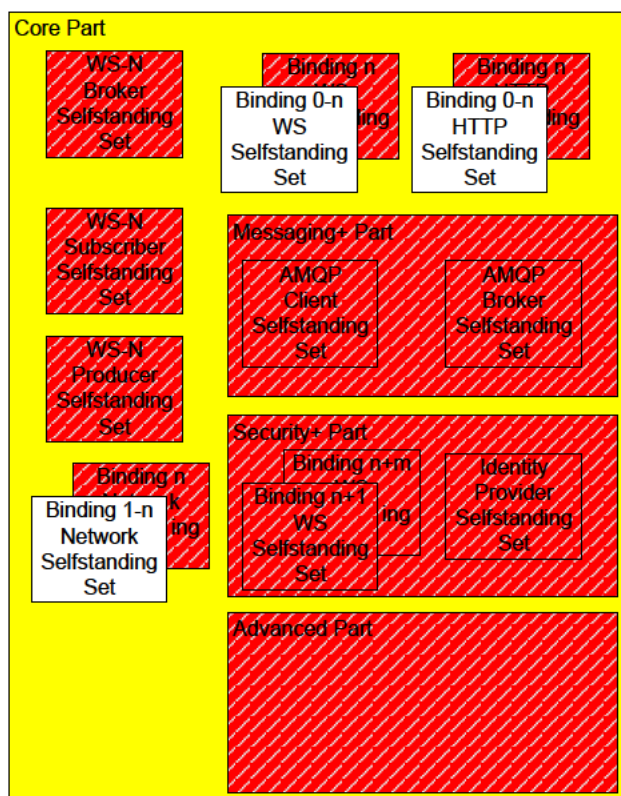 Core Part
WS-N
Broker
Selfstanding
Set
Binding n
Binding 0-n
WS
Selfstanding
Set
Binding n
Binding 0-n
HTTP
Selfstanding
Set
WS-N
Subscriber
Selfstanding
Set
WS-N
Producer
Selfstanding
Set
Binding n
ing
Binding 1-n
Network
Selfstanding
Set
Messaging+ Part
AMQP
Client
Selfstanding
Set
AMQP
Broker
Selfstanding
Set
Security+ Part
Binding n+m
ing
Binding n+1
WS
Selfstanding
Set
Identity
Provider
Selfstanding
Set
Advanced Part